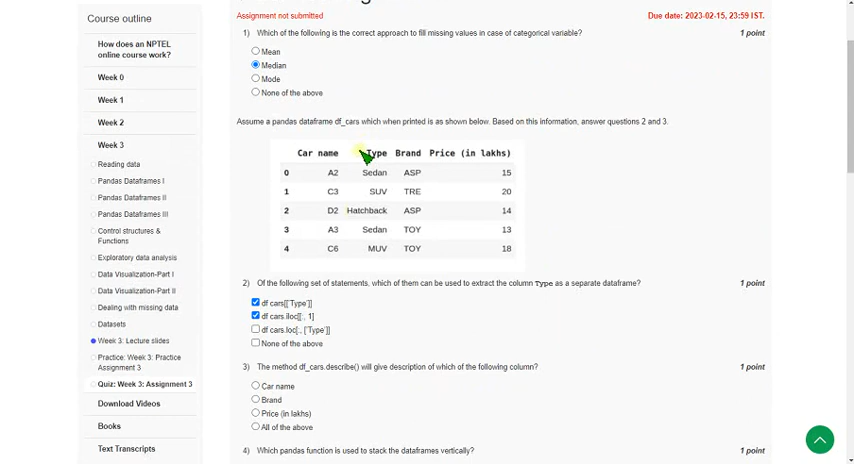 Course outline
How does an NPTEL
online course work?
Week 0
Week 1
Week 2
Week 3
Reading data
Pandas Dataframes I
Pandas Dataframes II
Pandas Dataframes III
Control structures &
Functions
Exploratory data analysis
Data Visualization-Part I
Data Visualization-Part II
Dealing with missing data
Datasets
Week 3: Lecture slides
Practice: Week 3: Practice
Assignment 3
Quiz: Week 3: Assignment 3
Download Videos
Books
Text Transcripts
Assignment not submitted Due date: 2023-02-15, 23:59 IST.
1) Which of the following is the correct approach to fill missing values in case of categorical variable? 1 point
Mean
Median
Mode
None of the above
Assume a pandas dataframe df_cars which when printed is as shown below. Based on this information, answer questions 2 and 3.
Car name Type Brand Price (in lakhs)
0 A2 Sedan ASP 15
1 C3 SUV TRE 20
2 D2 Hatchback ASP 14
3 A3 Sedan TOY 13
4 C6 MUV TOY 18
2) Of the following set of statements, which of them can be used to extract the column Type as a separate dataframe? 1 point
df cars[['Type']]
df cars.iloc[[:, 1]
df cars.loc[:, ['Type']]
None of the above
3) The method df_cars.describe() will give description of which of the following column? 1 point
Car name
Brand
Price (in lakhs)
All of the above
4) Which pandas function is used to stack the dataframes vertically? 1 point